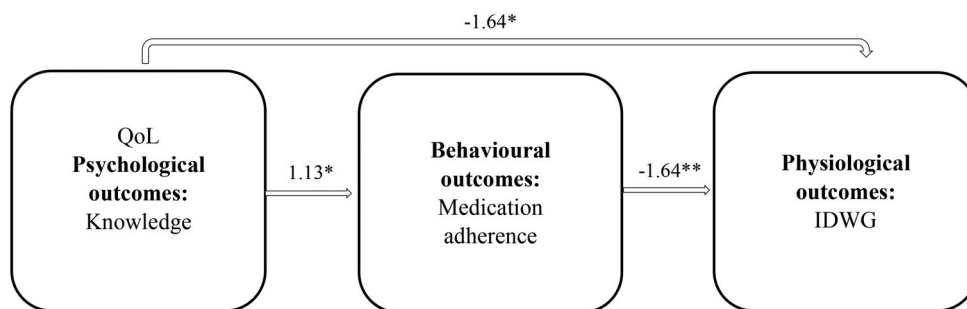 -1.64*
QoL
Psychological
outcomes:
Knowledge
1.13*
Behavioural
outcomes:
Medication
adherence
-1.64**
Physiological
outcomes:
IDWG